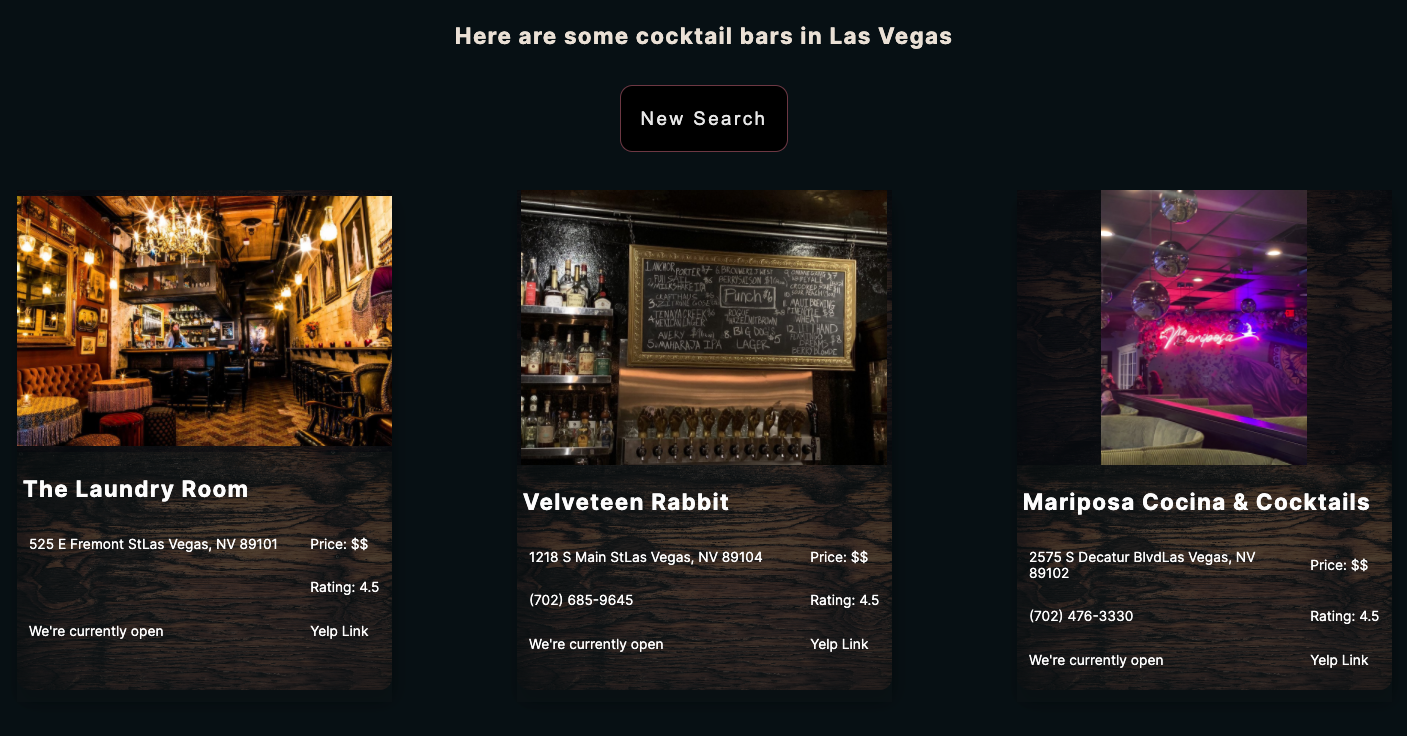 Here are some cocktail bars in Las Vegas
New Search
Punch
LAGER
Mariposa
The Laundry Room
525 E Fremont StLas Vegas, NV 89101
Price: $$
Rating: 4.5
We're currently open
Yelp Link
Velveteen Rabbit
1218 S Main StLas Vegas, NV 89104
Price: $$
(702) 685-9645
Rating: 4.5
We're currently open
Yelp Link
Mariposa Cocina & Cocktails
2575 S Decatur BlvdLas Vegas, NV
89102
Price: $$
(702) 476-3330
Rating: 4.5
We're currently open
Yelp Link